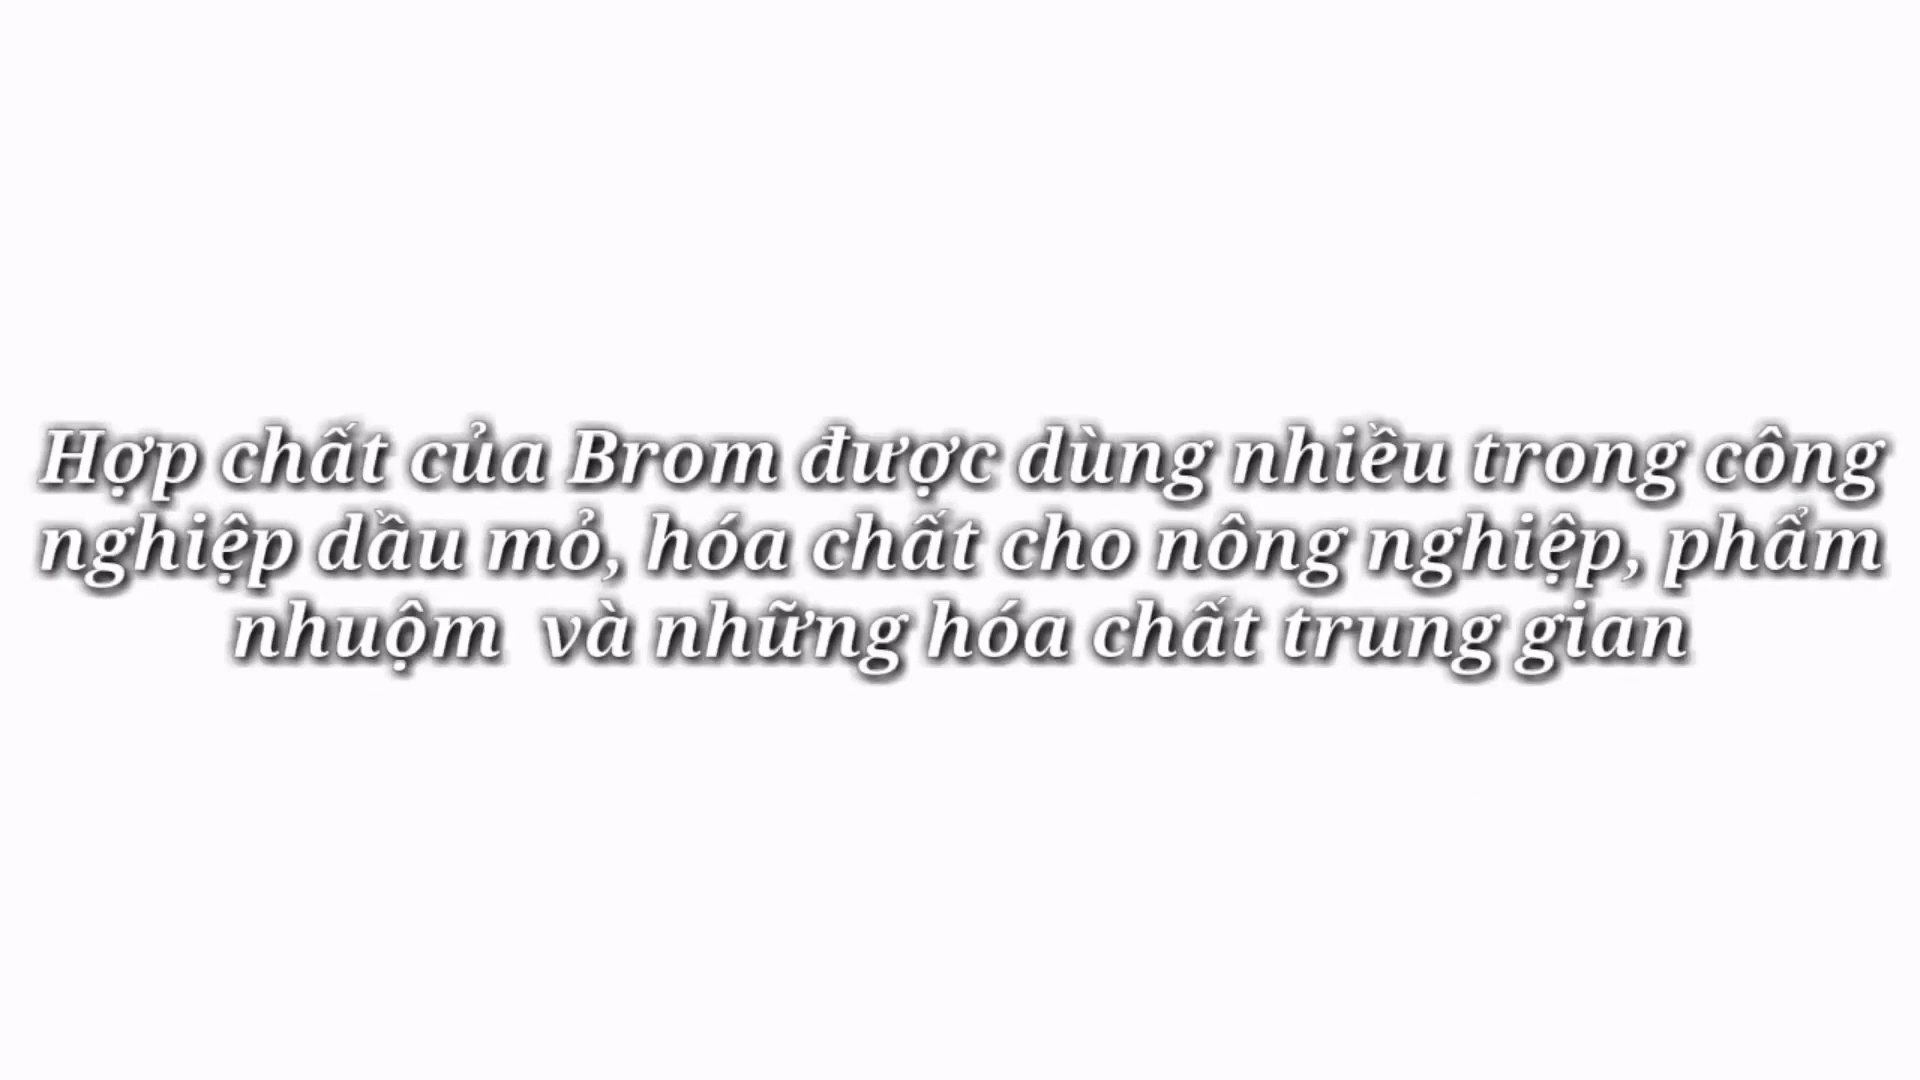 Hợp chất của Brom được dùng nhiều trong công
nghiệp dầu mỏ, hóa chất cho nông nghiệp, phẩm
nhuộm  và những hóa chất trung gian